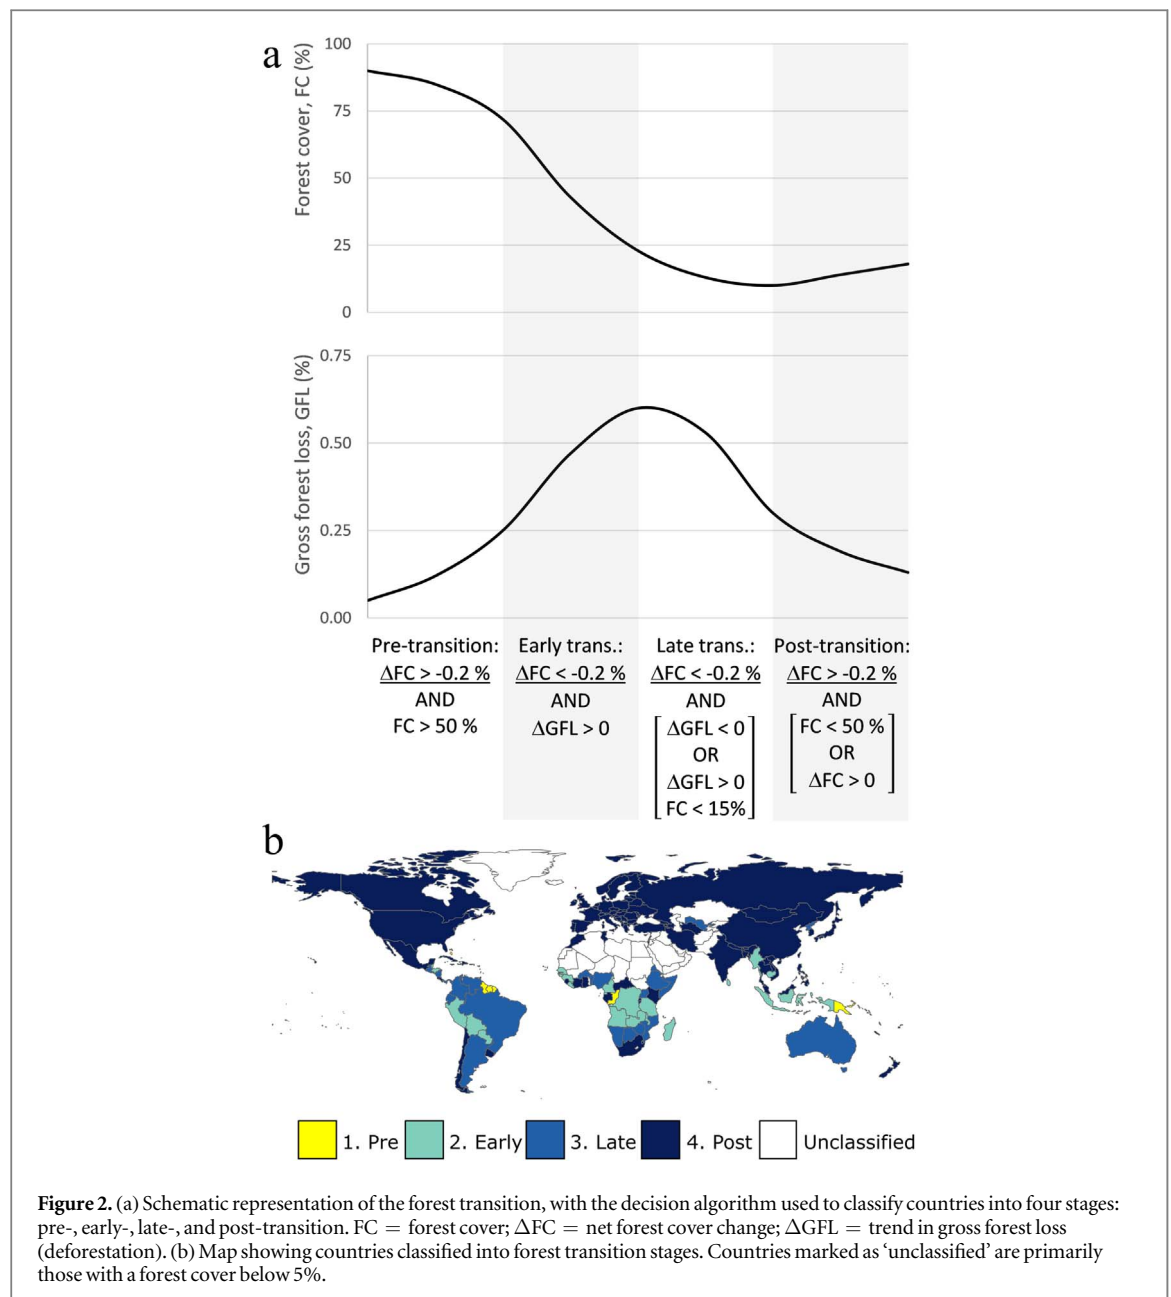 a
Forest cover, FC (%)
100
75
50
25
0
Gross forest loss, GFL (%)
0.75
0.50
0.25
0.00
Pre-transition:
ΔFC > -0.2 %
AND
FC > 50 %
Early trans.:
ΔFC < -0.2 %
AND
ΔGFL > 0
Late trans.:
ΔFC < -0.2 %
AND
ΔGFL < 0
OR
ΔGFL > 0
FC < 15%
Post-transition:
ΔFC > -0.2 %
AND
FC < 50 %
OR
ΔFC > 0
b
1. Pre 2. Early 3. Late 4. Post Unclassified
Figure 2. (a) Schematic representation of the forest transition, with the decision algorithm used to classify countries into four stages:
pre-, early-, late-, and post-transition. FC = forest cover; ΔFC = net forest cover change; ΔGFL = trend in gross forest loss
(deforestation). (b) Map showing countries classified into forest transition stages. Countries marked as ‘unclassified’ are primarily
those with a forest cover below 5%.